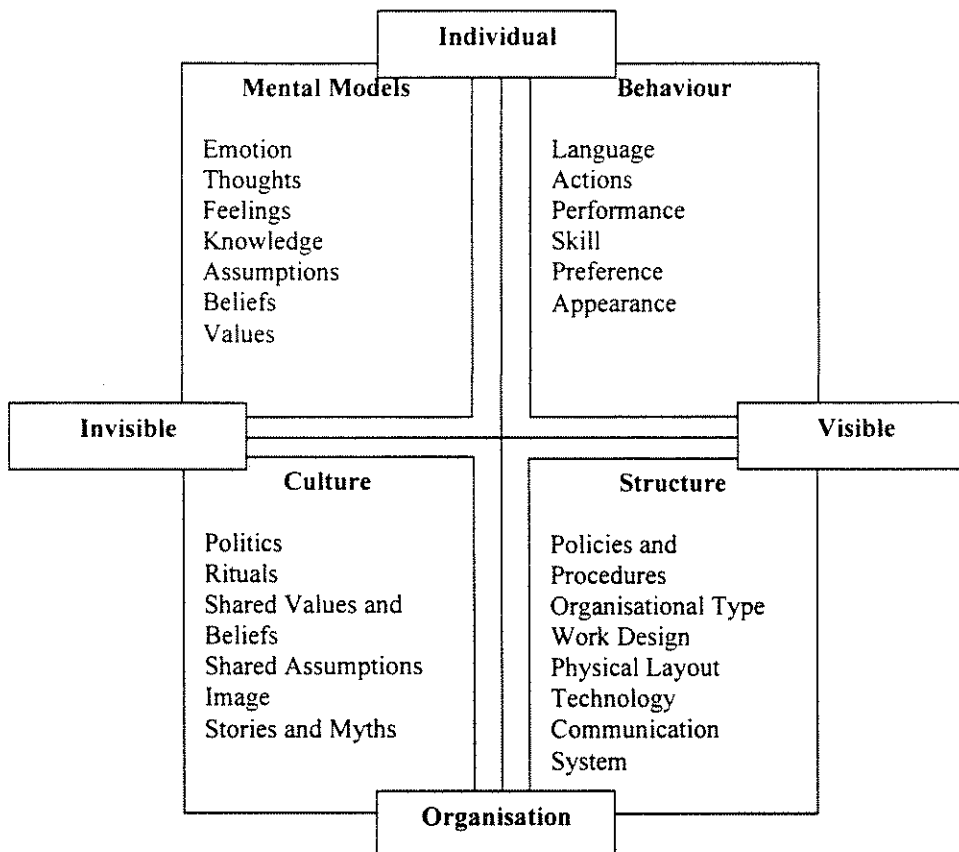 Individual
Mental Models
Emotion
Thoughts
Feelings
Knowledge
Assumptions
Beliefs
Values
Behaviour
Language
Actions
Performance
Skill
Preference
Appearance
Invisible
Visible
Culture
Politics
Rituals
Shared Values and
Beliefs
Shared Assumptions
Image
Stories and Myths
Structure
Policies and
Procedures
Organisational Type
Work Design
Physical Layout
Technology
Communication
System
Organisation